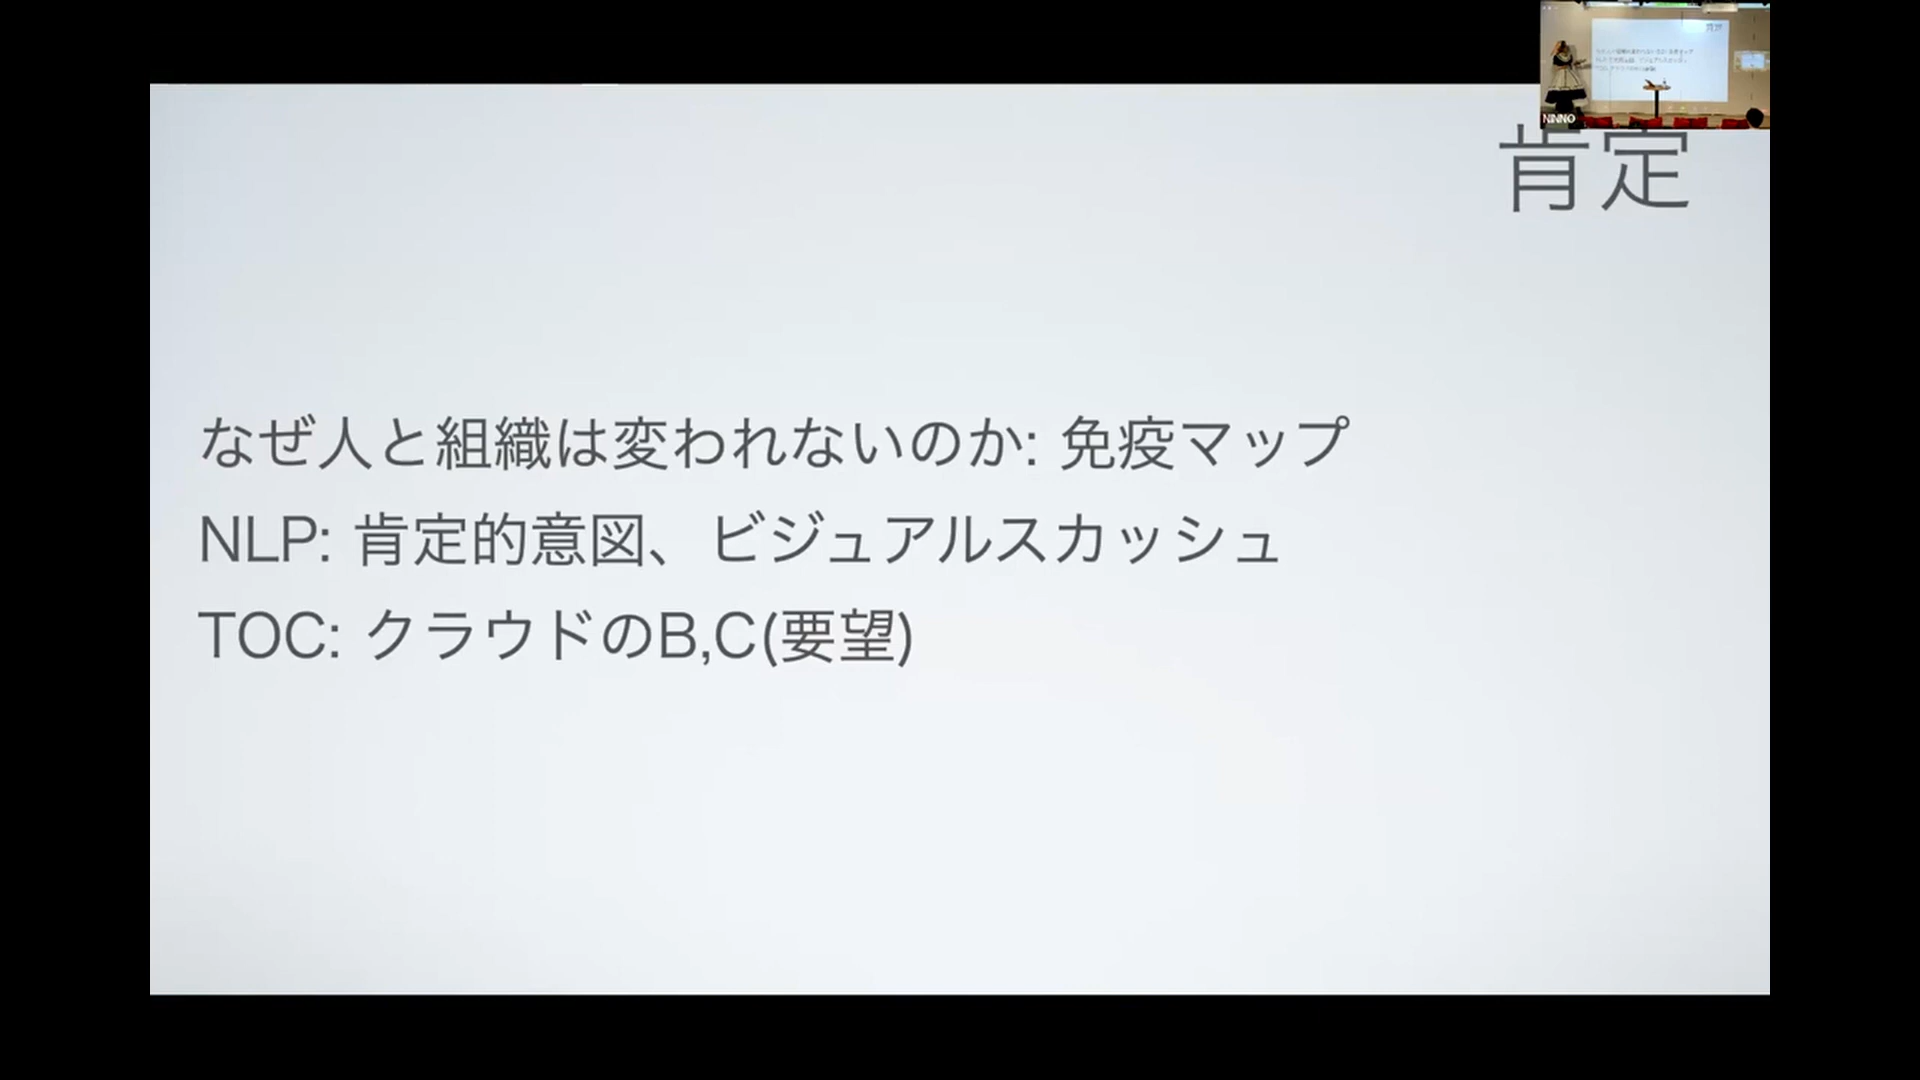 NINNO
肯定
なぜ人と組織は変われないのか: 免疫マップ
NLP: 肯定的意図、ビジュアルスカッシュ
TOC: クラウドのB,C(要望)